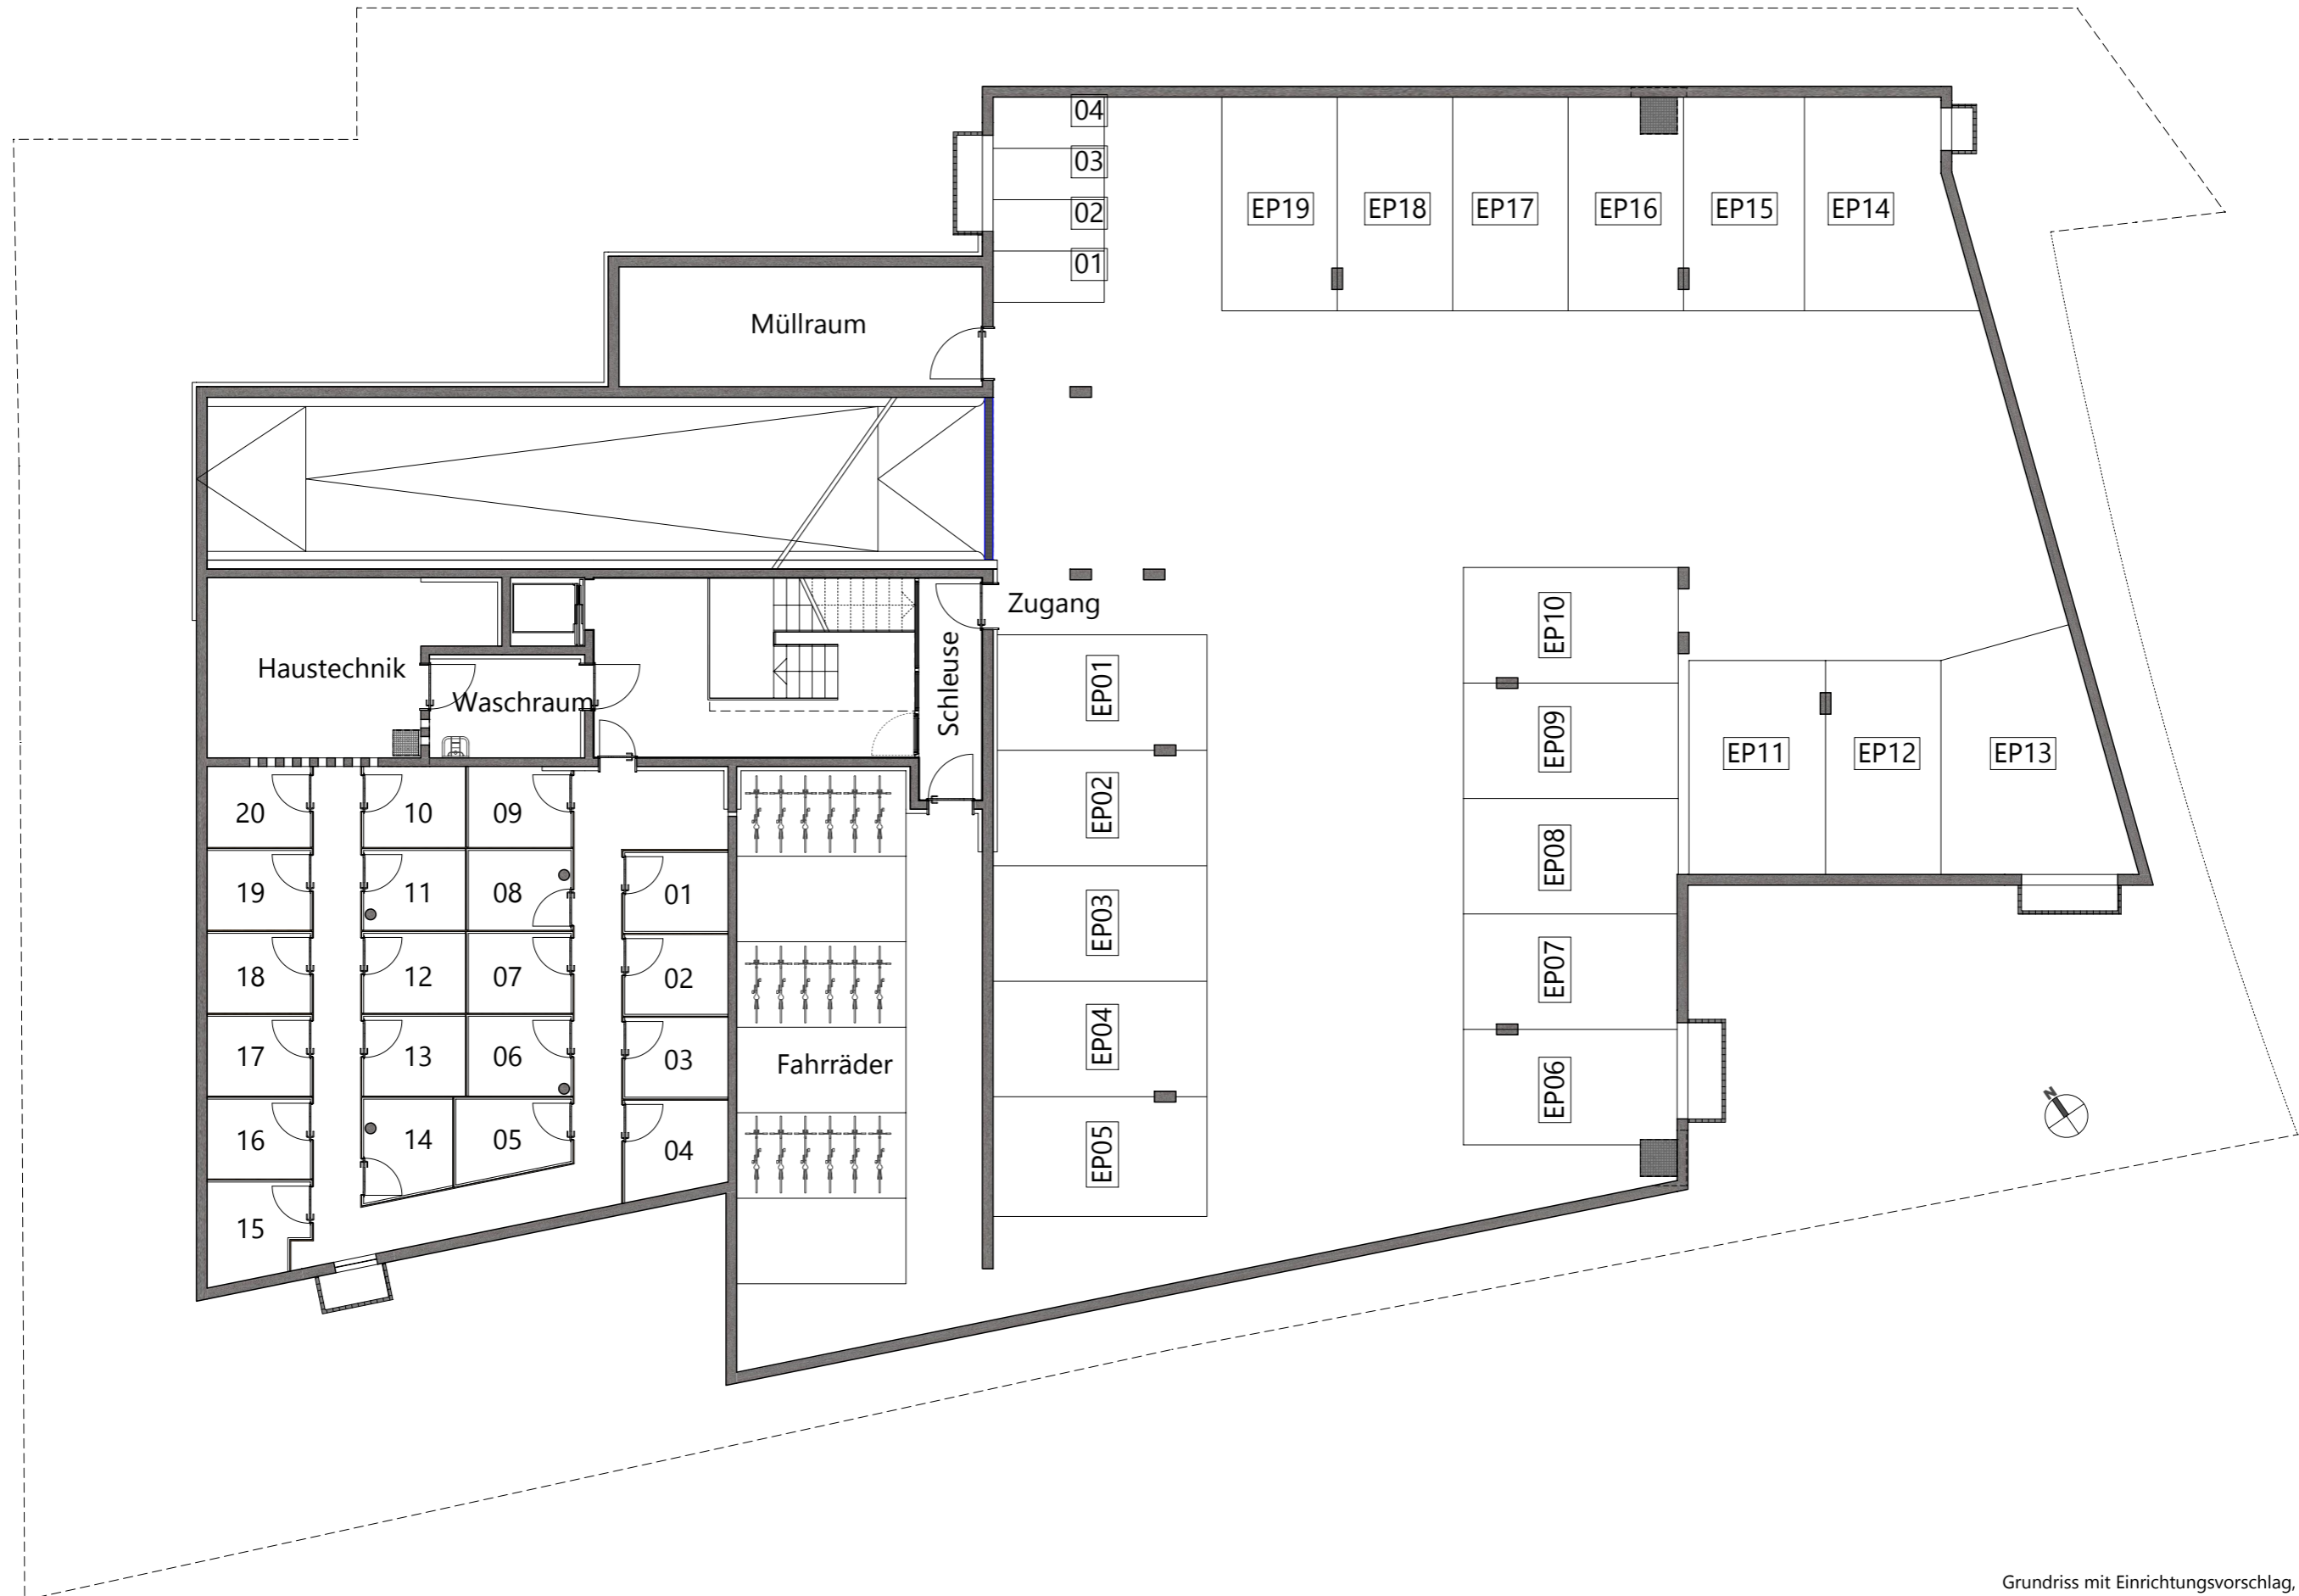 04
03
02
01
EP19
EP18
EP17
EP16
EP15
EP14
Müllraum
Zugang
Schleuse
Haustechnik
Waschraum
EP01
EP02
EP03
EP04
EP05
EP10
EP09
EP08
EP07
EP06
EP11
EP12
EP13
20
10
09
19
11
08
01
18
12
07
02
17
13
06
03
Fahrräder
16
14
05
04
15
N
Grundriss mit Einrichtungsvorschlag,